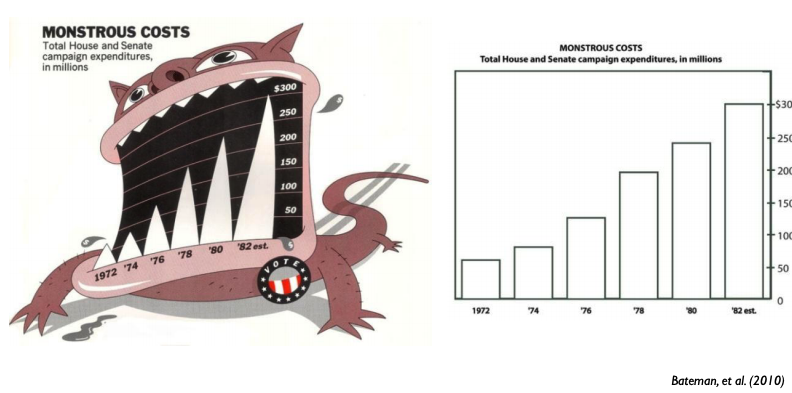 MONSTROUS COSTS
Total House and Senate
campaign expenditures,
in millions
$300
250
200
150
100
50
1972 '74 '76 '78 '80 '82 est.
VOTE
MONSTROUS COSTS
Total House and Senate campaign expenditures, in millions
$30
250
200
150
100
50
0
1972 '74 '76 '78 '80 '82 est.
Bateman, et al. (2010)